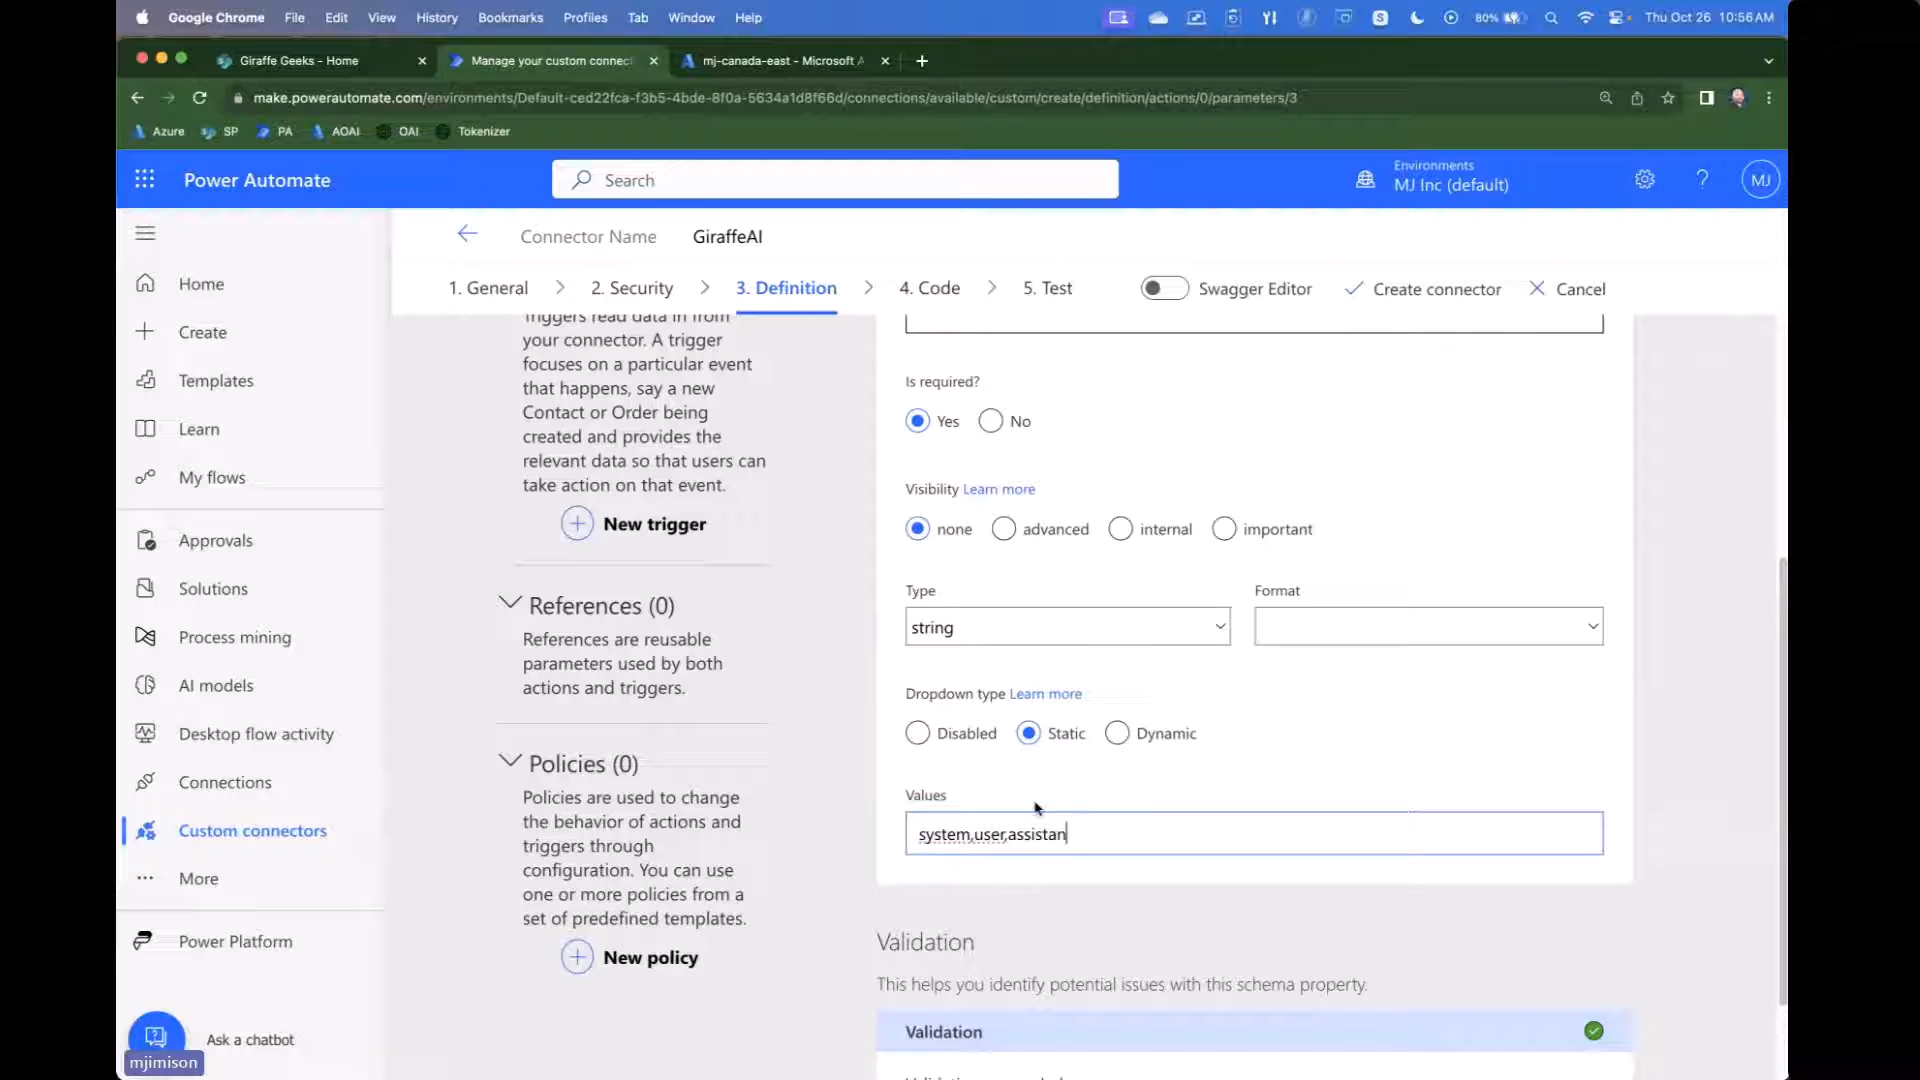 Google Chrome File Edit View History Bookmarks Profiles Tab Window Help
80% Thu Oct 26 10:56 AM
Giraffe Geeks - Home
Manage your custom connec
mj-canada-east - Microsoft A
make.powerautomate.com/environments/Default-ced22fca-f3b5-4bde-8f0a-5634a1d8f66d/connections/available/custom/create/definition/actions/0/parameters/3
Azure SP PA AOAI OAI Tokenizer
Power Automate
Search
Environments
MJ Inc (default)
?
MJ
Connector Name GiraffeAI
1. General 2. Security 3. Definition 4. Code 5. Test Swagger Editor Create connector Cancel
Home
Create
Templates
Learn
My flows
Approvals
Solutions
Process mining
AI models
Desktop flow activity
Connections
Custom connectors
More
Power Platform
Ask a chatbot
mjimison
Triggers read data in from
your connector. A trigger
focuses on a particular event
that happens, say a new
Contact or Order being
created and provides the
relevant data so that users can
take action on that event.
New trigger
References (0)
References are reusable
parameters used by both
actions and triggers.
Policies (0)
Policies are used to change
the behavior of actions and
triggers through
configuration. You can use
one or more policies from a
set of predefined templates.
New policy
Is required?
Yes No
Visibility Learn more
none advanced internal important
Type Format
string
Dropdown type Learn more
Disabled Static Dynamic
Values
system,user,assistan
Validation
This helps you identify potential issues with this schema property.
Validation